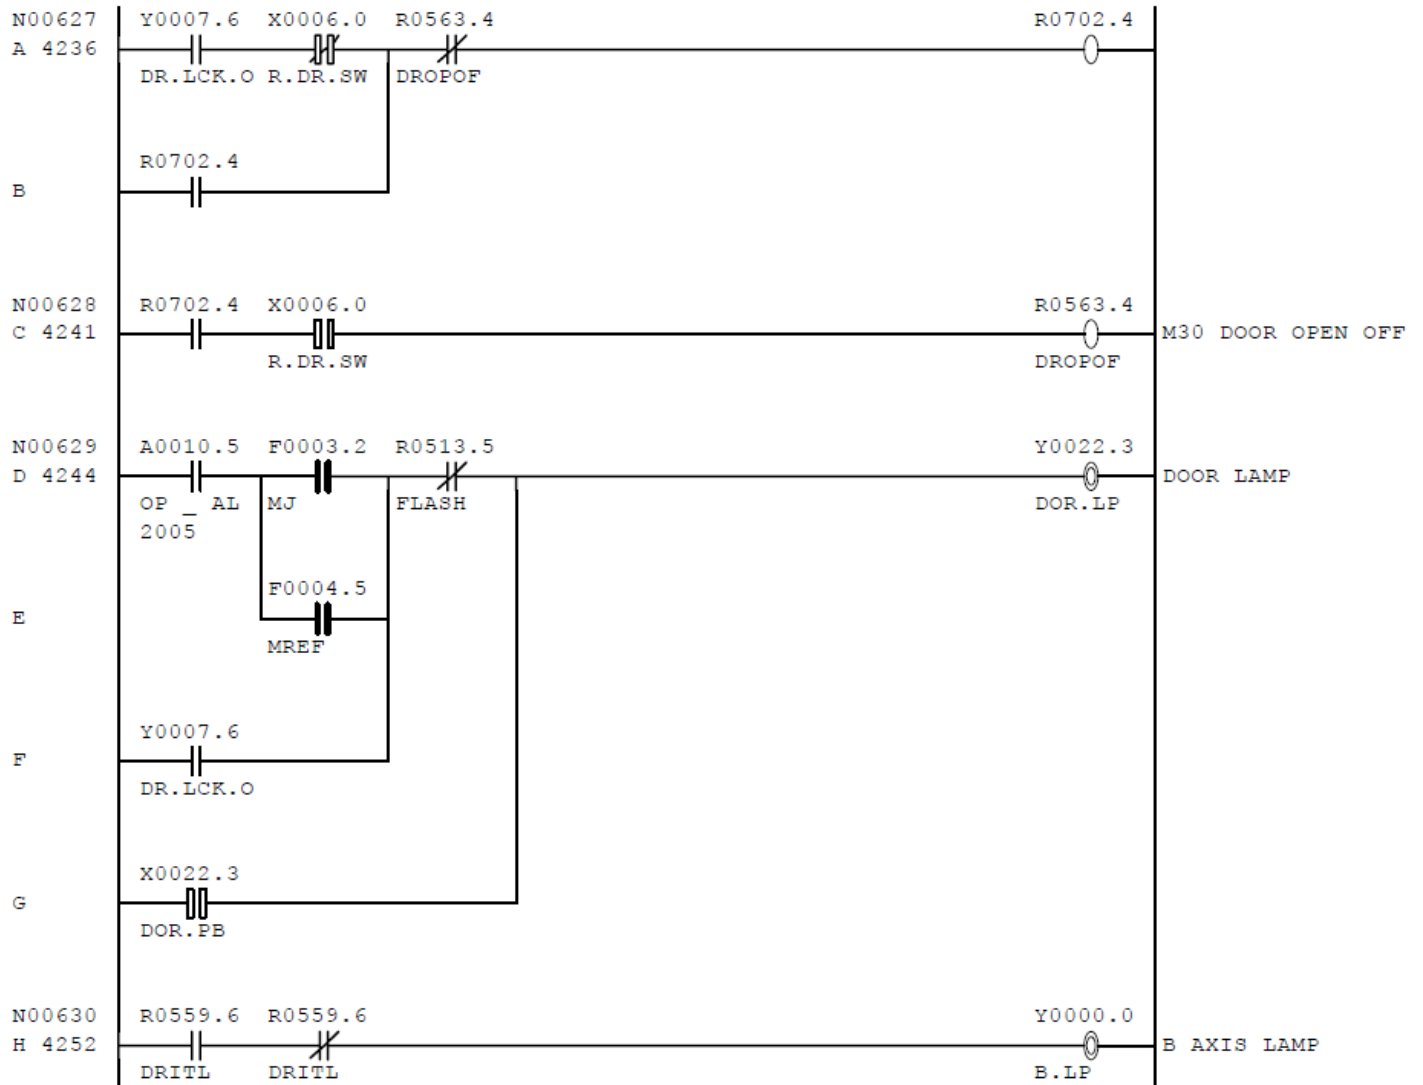 N00627 Y0007.6 X0006.0 R0563.4 R0702.4
A 4236
DR.LCK.O R.DR.SW DROPOF
R0702.4
B
N00628 R0702.4 X0006.0 R0563.4
C 4241 M30 DOOR OPEN OFF
R.DR.SW DROPOF
N00629 A0010.5 F0003.2 R0513.5 Y0022.3
D 4244 DOOR LAMP
OP _ AL MJ FLASH DOR.LP
2005
F0004.5
E
MREF
Y0007.6
F
DR.LCK.O
X0022.3
G
DOR.PB
N00630 R0559.6 R0559.6 Y0000.0
H 4252 B AXIS LAMP
DRITL DRITL B.LP